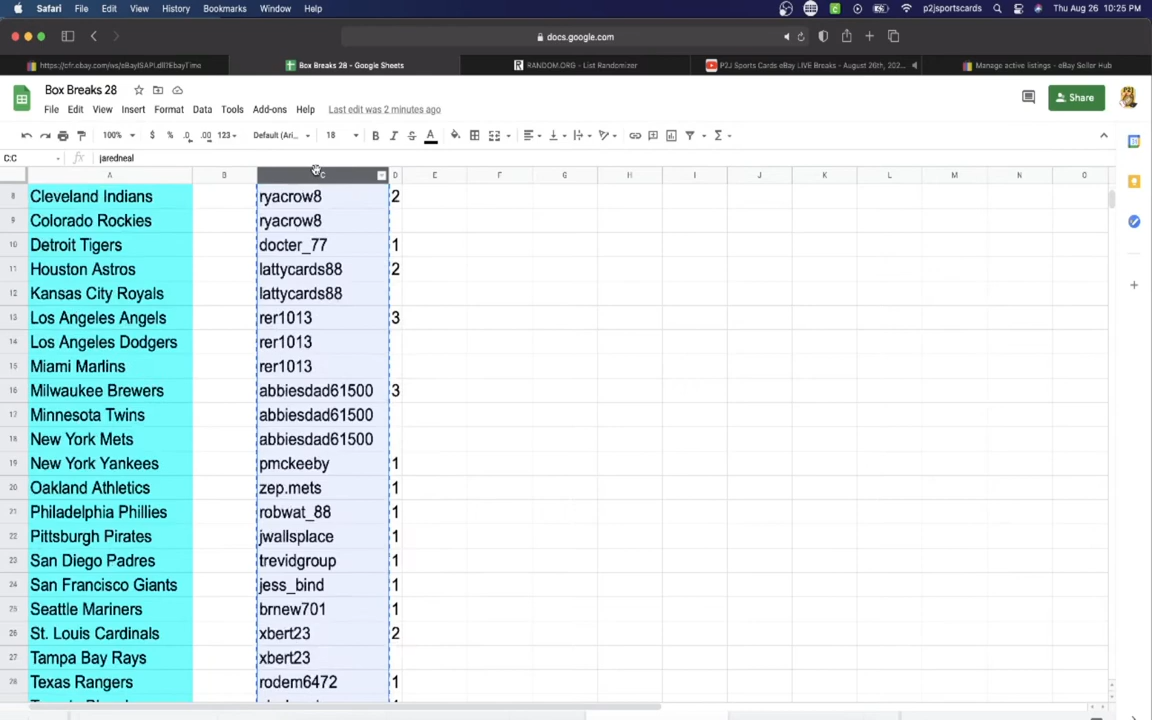 Safari File Edit View History Bookmarks Window Help p2jsportscards Thu Aug 26 10:25 PM
docs.google.com
https://cfr.ebay.com/ws/eBayISAPI.dll?EbayTime Box Breaks 28 - Google Sheets RANDOM.ORG - List Randomizer P2J Sports Cards eBay LIVE Breaks - August 26th, 202... Manage active listings - eBay Seller Hub
Box Breaks 28
File Edit View Insert Format Data Tools Add-ons Help Last edit was 2 minutes ago
Share
100% $ % .0 .00 123 Default (Ari... 18 B I S A
C:C fx jaredneal
A B C D E F G H I J K L M N O
8 Cleveland Indians ryacrow8 2
9 Colorado Rockies ryacrow8
10 Detroit Tigers docter_77 1
11 Houston Astros lattycards88 2
12 Kansas City Royals lattycards88
13 Los Angeles Angels rer1013 3
14 Los Angeles Dodgers rer1013
15 Miami Marlins rer1013
16 Milwaukee Brewers abbiesdad61500 3
17 Minnesota Twins abbiesdad61500
18 New York Mets abbiesdad61500
19 New York Yankees pmckeeby 1
20 Oakland Athletics zep.mets 1
21 Philadelphia Phillies robwat_88 1
22 Pittsburgh Pirates jwallsplace 1
23 San Diego Padres trevidgroup 1
24 San Francisco Giants jess_bind 1
25 Seattle Mariners brnew701 1
26 St. Louis Cardinals xbert23 2
27 Tampa Bay Rays xbert23
28 Texas Rangers rodem6472 1